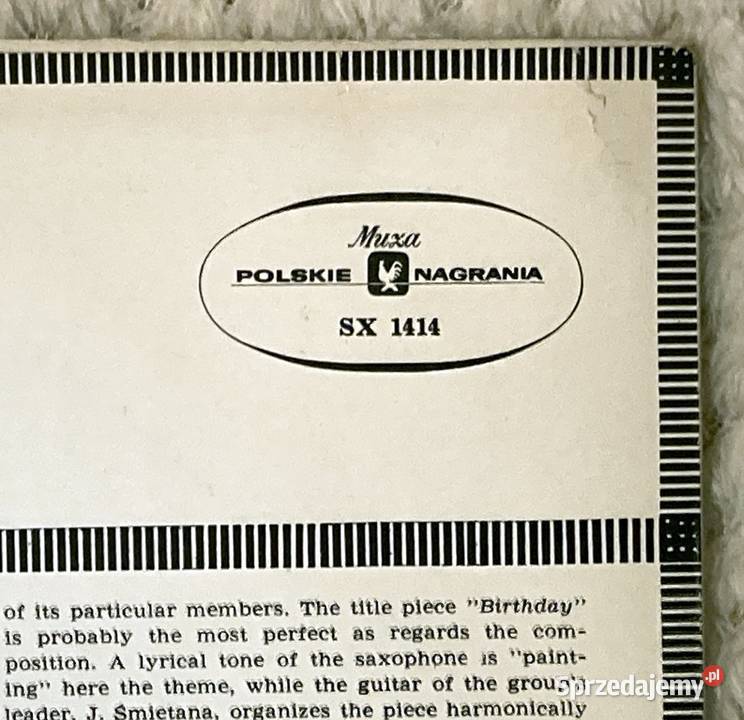 Muza
POLSKIE NAGRANIA
SX 1414
of its particular members. The title piece "Birthday"
is probably the most perfect as regards the com-
position. A lyrical tone of the saxophone is "paint-
ing" here the theme, while the guitar of the group's
leader, J. Śmietana, organizes the piece harmonically
Sprzedajemy.pl